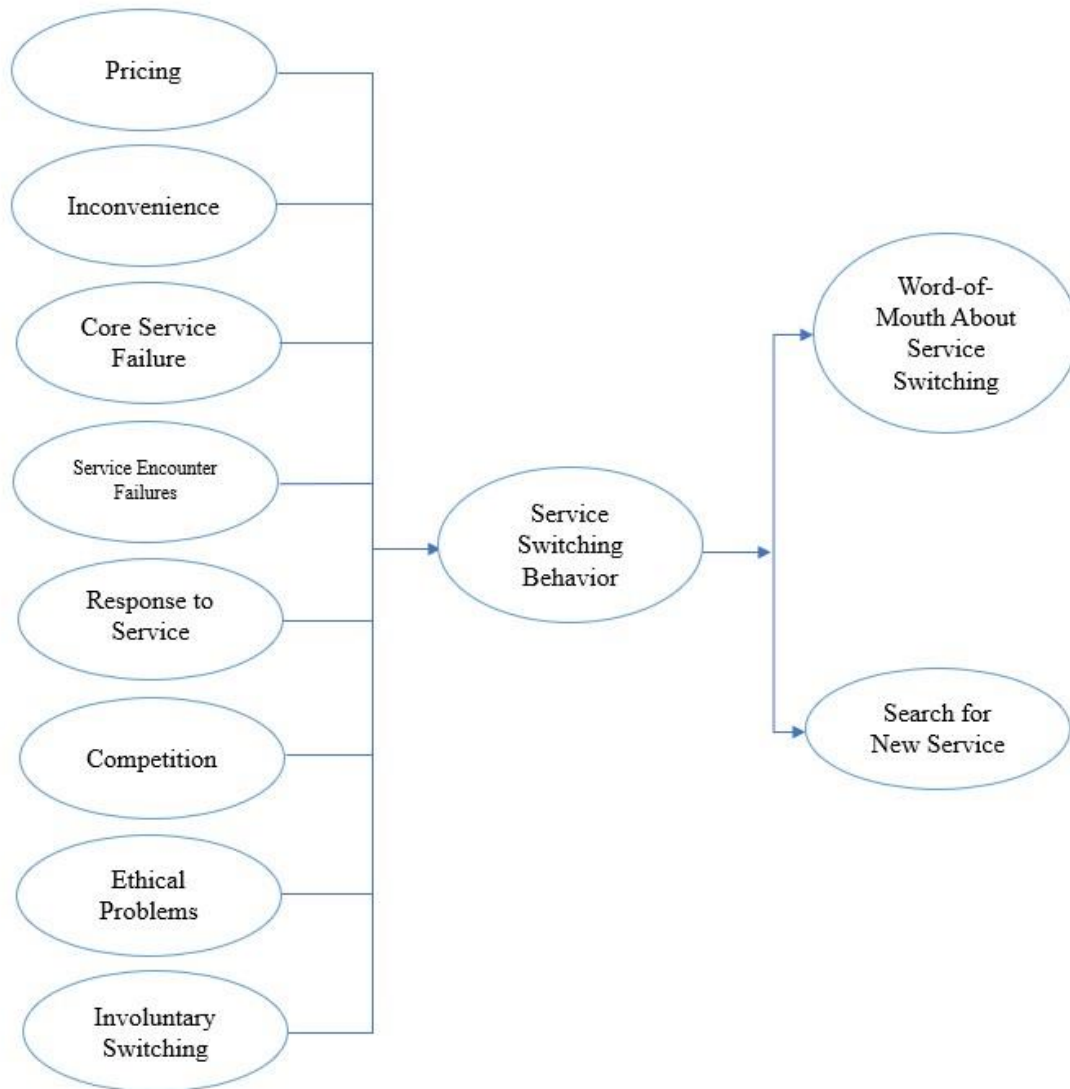 Pricing
Inconvenience
Core Service
Failure
Service Encounter
Failures
Response to
Service
Competition
Ethical
Problems
Involuntary
Switching
Service
Switching
Behavior
Word-of-
Mouth About
Service
Switching
Search for
New Service